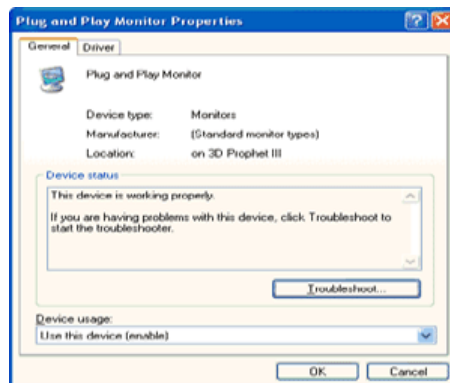 Plug and Play Monitor Properties
General Driver
Plug and Play Monitor
Device type: Monitors
Manufacturer: (Standard monitor types)
Location: on 3D Prophet III
Device status
This device is working properly.
If you are having problems with this device, click Troubleshoot to
start the troubleshooter.
Troubleshoot...
Device usage:
Use this device (enable)
OK Cancel